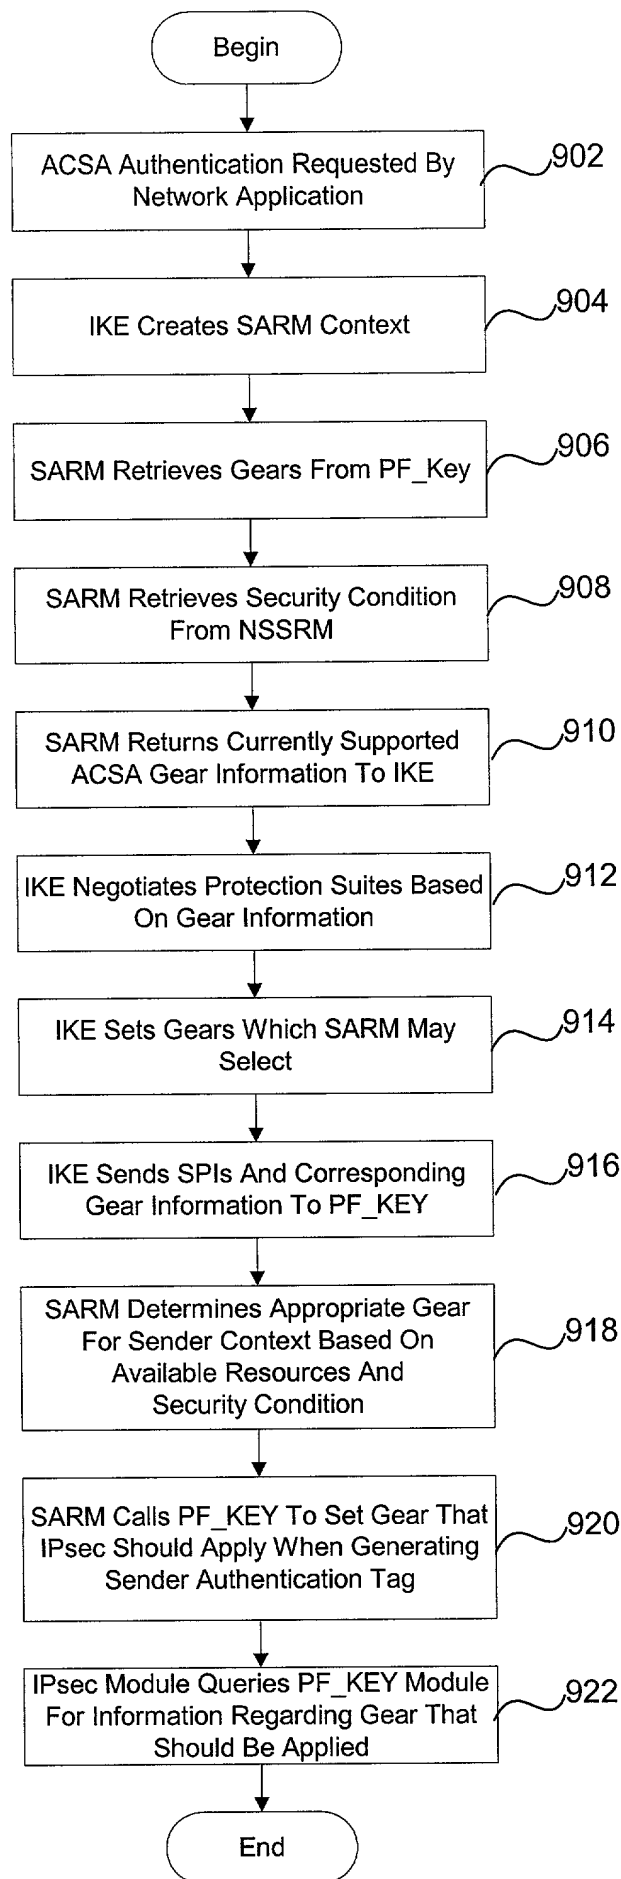 Begin
ACSA Authentication Requested By
Network Application
902
IKE Creates SARM Context
904
SARM Retrieves Gears From PF_Key
906
SARM Retrieves Security Condition
From NSSRM
908
SARM Returns Currently Supported
ACSA Gear Information To IKE
910
IKE Negotiates Protection Suites Based
On Gear Information
912
IKE Sets Gears Which SARM May
Select
914
IKE Sends SPIs And Corresponding
Gear Information To PF_KEY
916
SARM Determines Appropriate Gear
For Sender Context Based On
Available Resources And
Security Condition
918
SARM Calls PF_KEY To Set Gear That
IPsec Should Apply When Generating
Sender Authentication Tag
920
IPsec Module Queries PF_KEY Module
For Information Regarding Gear That
Should Be Applied
922
End